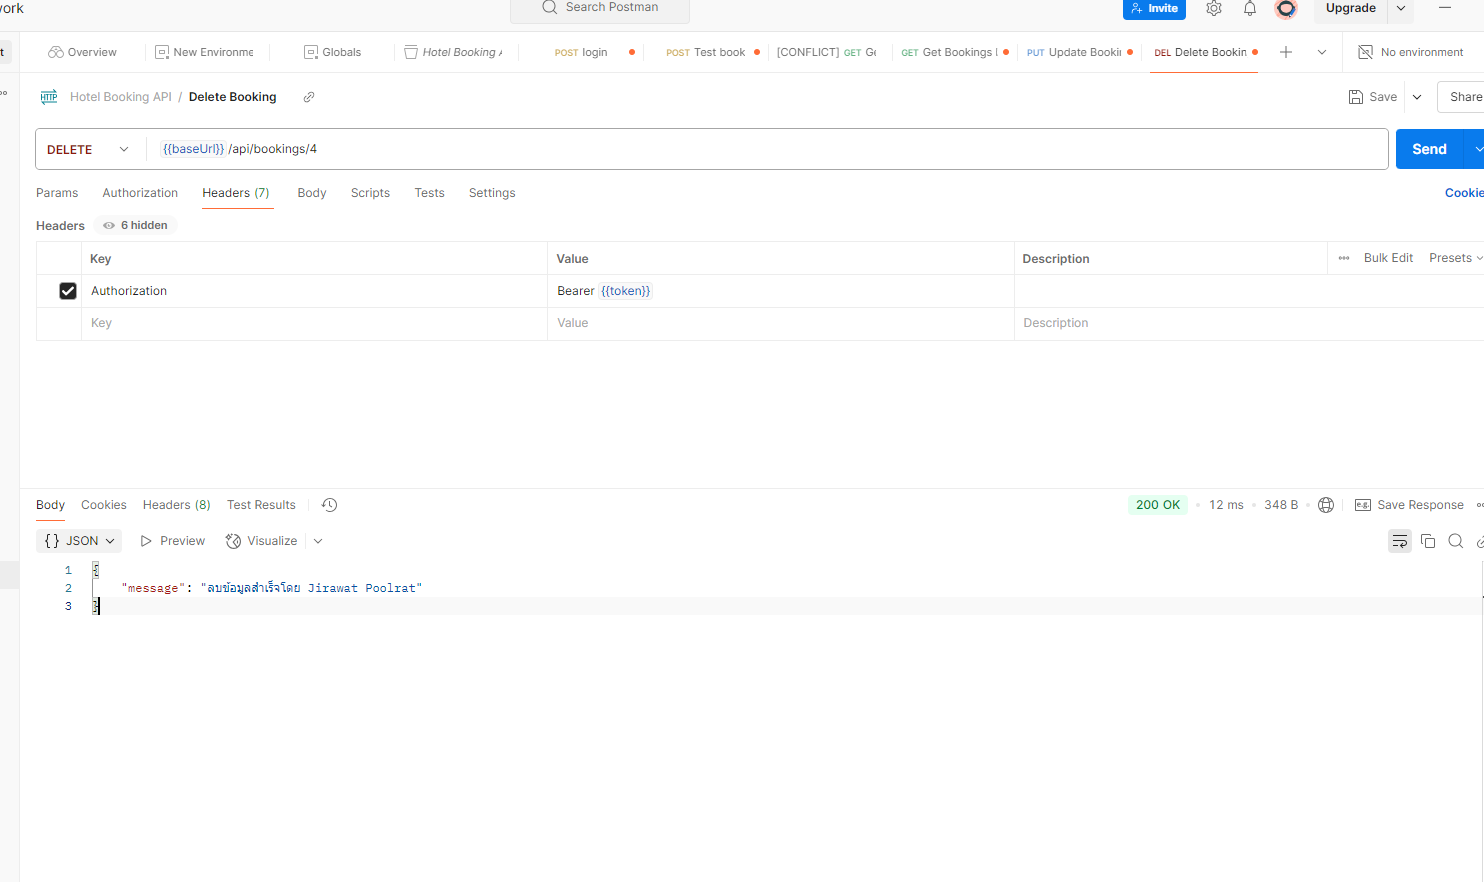 work
Search Postman
Invite
Upgrade
t
Overview
New Environme
Globals
Hotel Booking A
POST login
POST Test book
[CONFLICT] GET Ge
GET Get Bookings
PUT Update Bookin
DEL Delete Bookin
No environment
HTTP
Hotel Booking API / Delete Booking
Save
Share
DELETE
{{baseUrl}} /api/bookings/4
Send
Params
Authorization
Headers (7)
Body
Scripts
Tests
Settings
Cookie
Headers
6 hidden
Key
Value
Description
Bulk Edit
Presets
Authorization
Bearer {{token}}
Key
Value
Description
Body
Cookies
Headers (8)
Test Results
200 OK
12 ms
348 B
e.g.
Save Response
{} JSON
Preview
Visualize
1 {
2 "message": "ลบข้อมูลสำเร็จโดย Jirawat Poolrat"
3 }